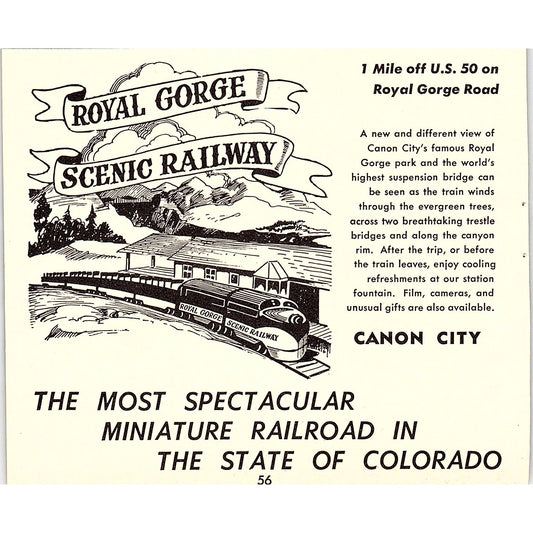 ROYAL GORGE
SCENIC RAILWAY
ROYAL GORGE SCENIC RAILWAY
1 Mile off U.S. 50 on
Royal Gorge Road
A new and different view of
Canon City's famous Royal
Gorge park and the world's
highest suspension bridge can
be seen as the train winds
through the evergreen trees,
across two breathtaking trestle
bridges and along the canyon
rim. After the trip, or before
the train leaves, enjoy cooling
refreshments at our station
fountain. Film, cameras, and
unusual gifts are also available.
CANON CITY
THE MOST SPECTACULAR
MINIATURE RAILROAD IN
THE STATE OF COLORADO
56